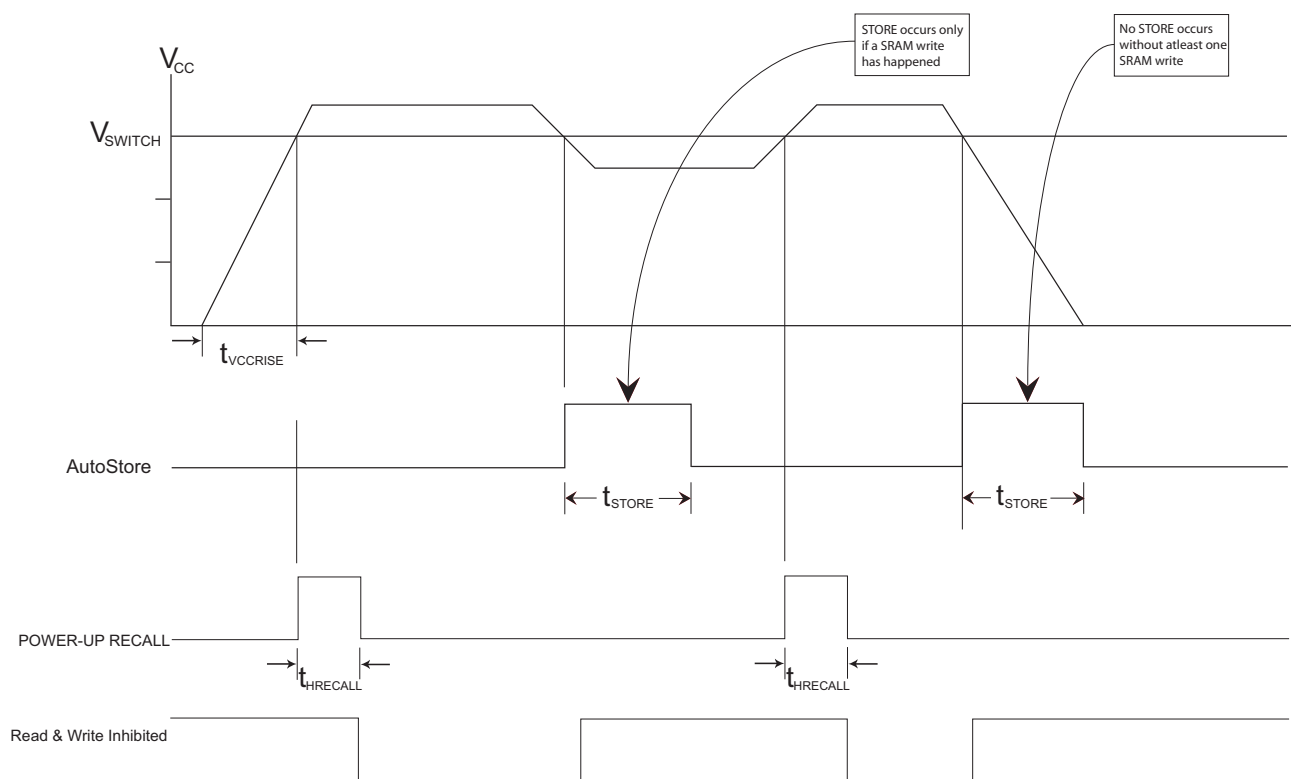 STORE occurs only
if a SRAM write
has happened
No STORE occurs
without atleast one
SRAM write
VCC
VSWITCH
tVCCRISE
AutoStore
tSTORE
tSTORE
POWER-UP RECALL
tHRECALL
tHRECALL
Read & Write Inhibited